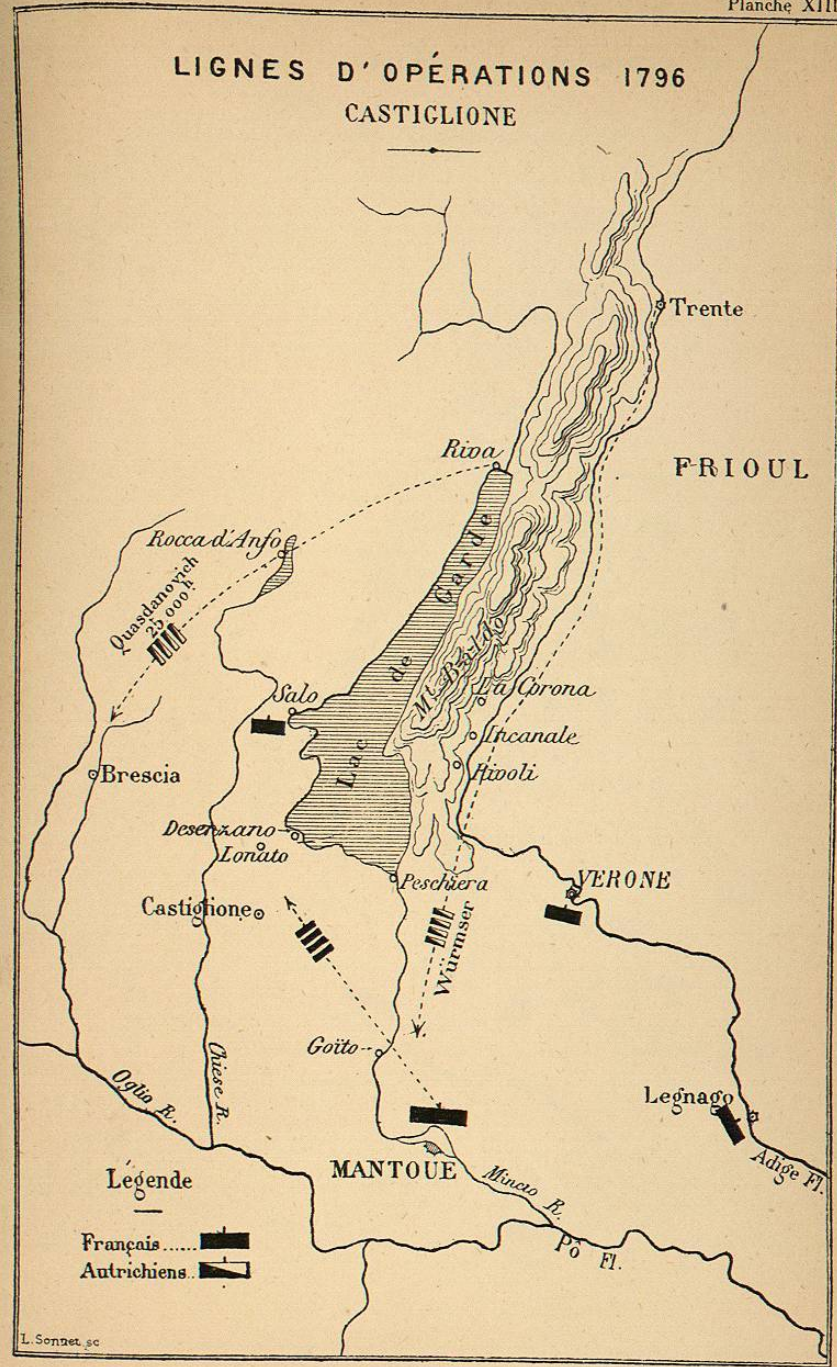 Planche XIII
LIGNES D'OPÉRATIONS 1796
CASTIGLIONE
Trente
Riva
FRIOUL
Rocca d'Anfo
Quasdanovich
25,000 h
Lac de Garde
Mt. Baldo
La Corona
Salo
Incanale
Rivoli
Brescia
Desenzano
Lonato
Peschiera
VERONE
Castiglione
Würmser
Goïto
Chiese R.
Oglio R.
Legnago
Adige Fl.
MANTOUE
Mincio R.
Pô Fl.
Légende
Français......
Autrichiens..
L. Sonnet sc